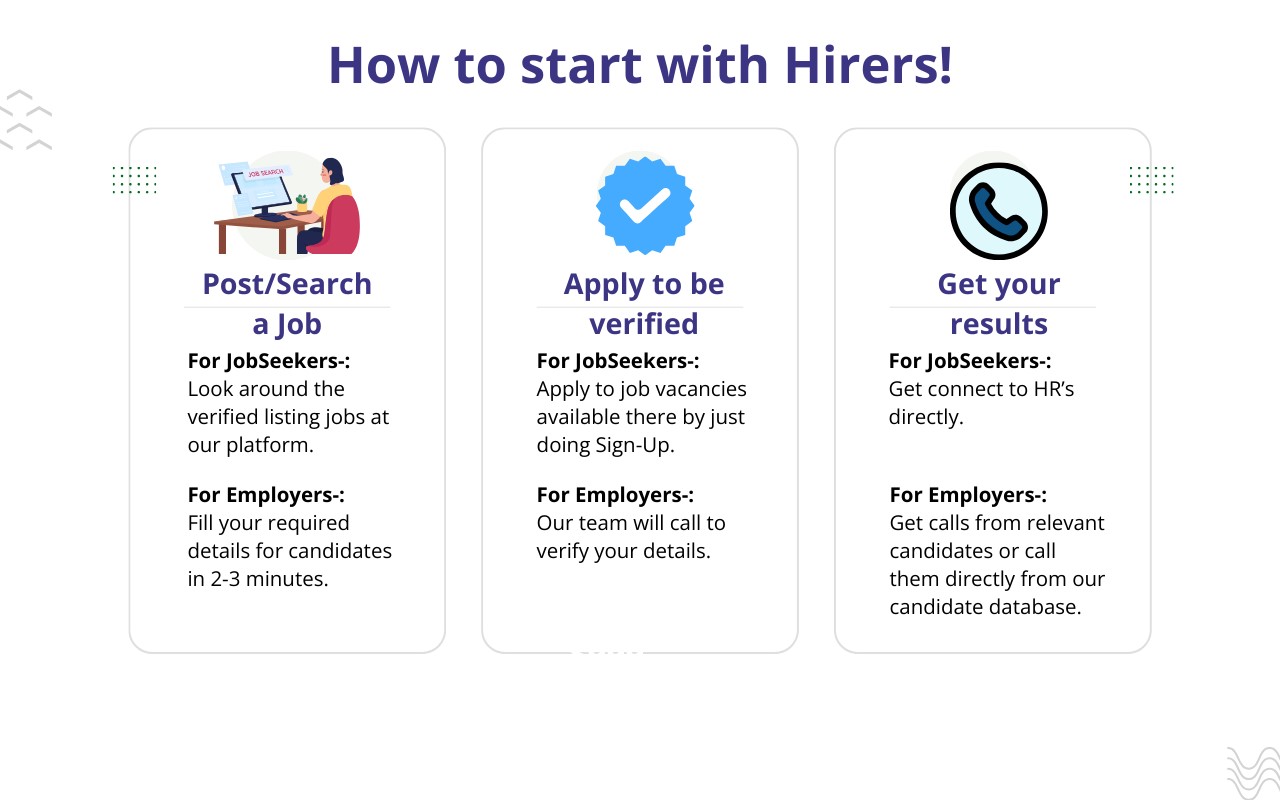 How to start with Hirers!
JOB SEARCH
Post/Search
a Job
For JobSeekers-:
Look around the
verified listing jobs at
our platform.
For Employers-:
Fill your required
details for candidates
in 2-3 minutes.
Apply to be
verified
For JobSeekers-:
Apply to job vacancies
available there by just
doing Sign-Up.
For Employers-:
Our team will call to
verify your details.
Get your
results
For JobSeekers-:
Get connect to HR’s
directly.
For Employers-:
Get calls from relevant
candidates or call
them directly from our
candidate database.